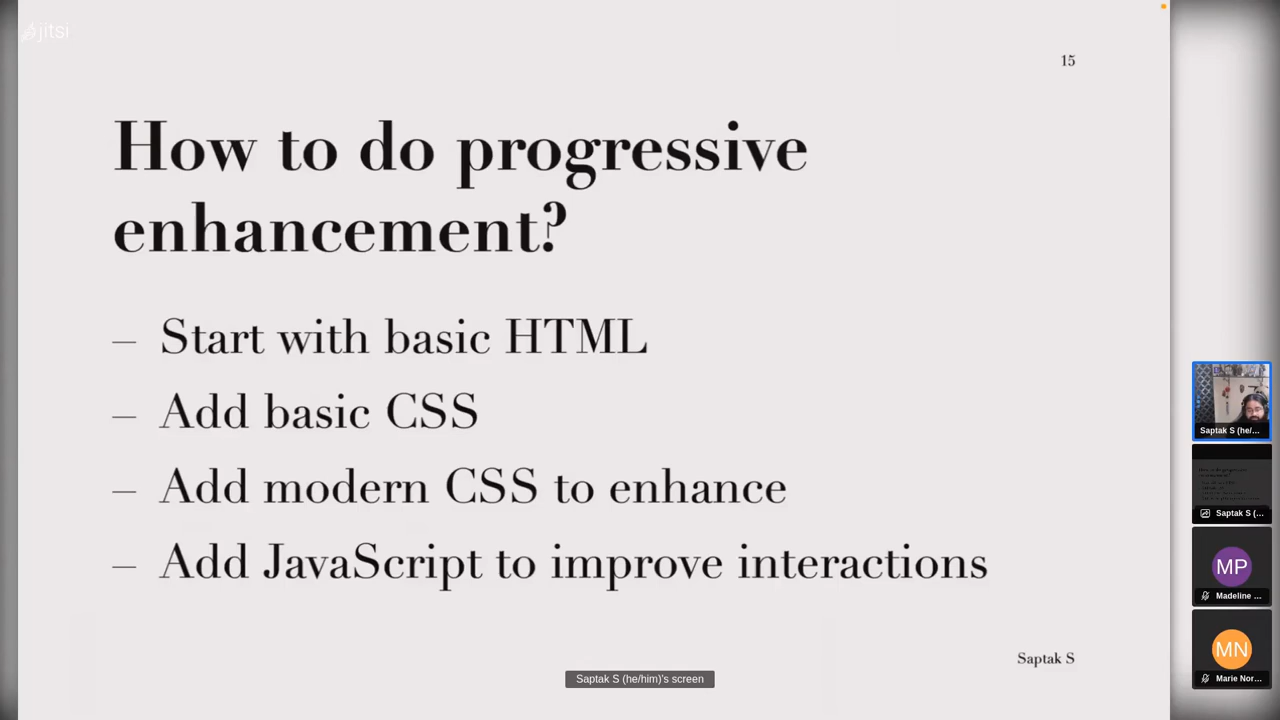 jitsi
15
How to do progressive
enhancement?
– Start with basic HTML
– Add basic CSS
– Add modern CSS to enhance
– Add JavaScript to improve interactions
Saptak S
Saptak S (he/him)'s screen
Saptak S (he/...
Saptak S (...
MP
Madeline ...
MN
Marie Nor...